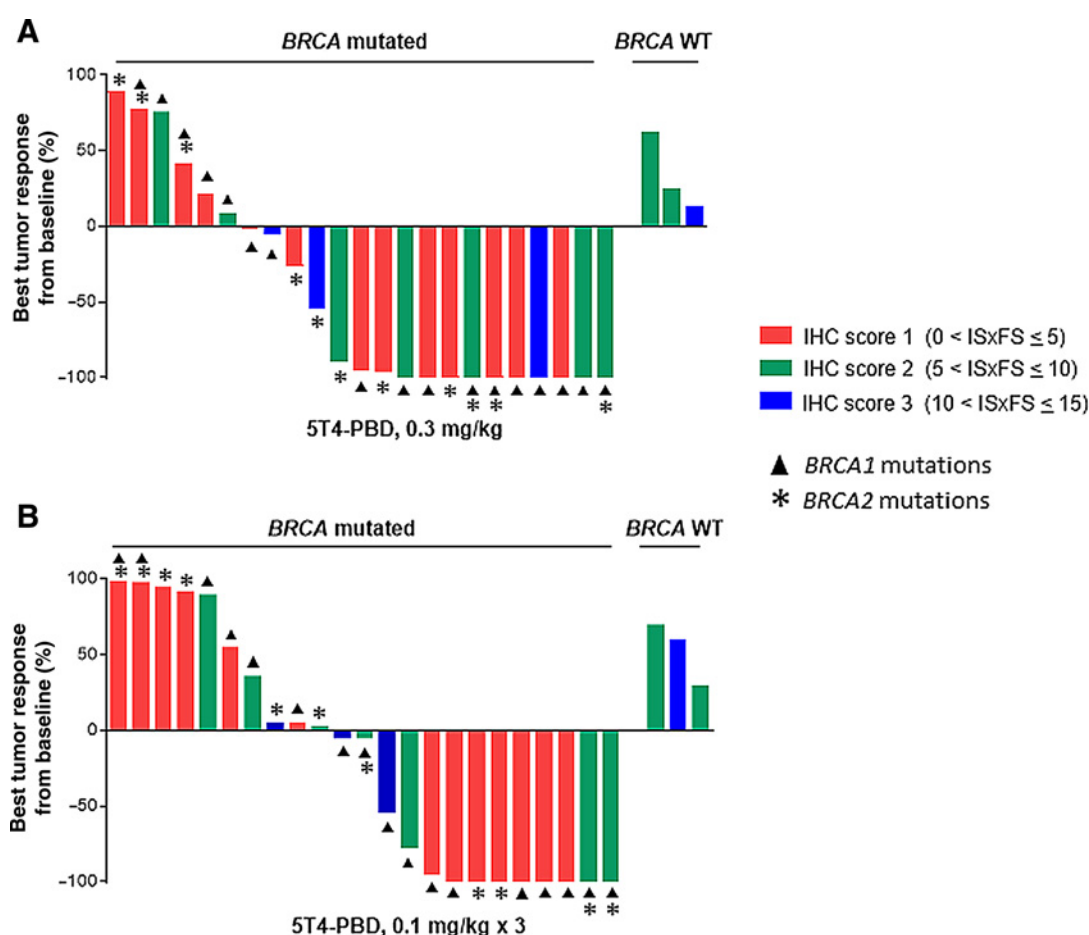 A
BRCA mutated
BRCA WT
Best tumor response
from baseline (%)
100
50
0
−50
−100
* * * * * * * * * * *
5T4-PBD, 0.3 mg/kg
IHC score 1 (0 < ISxFS ≤ 5)
IHC score 2 (5 < ISxFS ≤ 10)
IHC score 3 (10 < ISxFS ≤ 15)
▲ BRCA1 mutations
* BRCA2 mutations
B
BRCA mutated
BRCA WT
Best tumor response
from baseline (%)
100
50
0
−50
−100
5T4-PBD, 0.1 mg/kg x 3